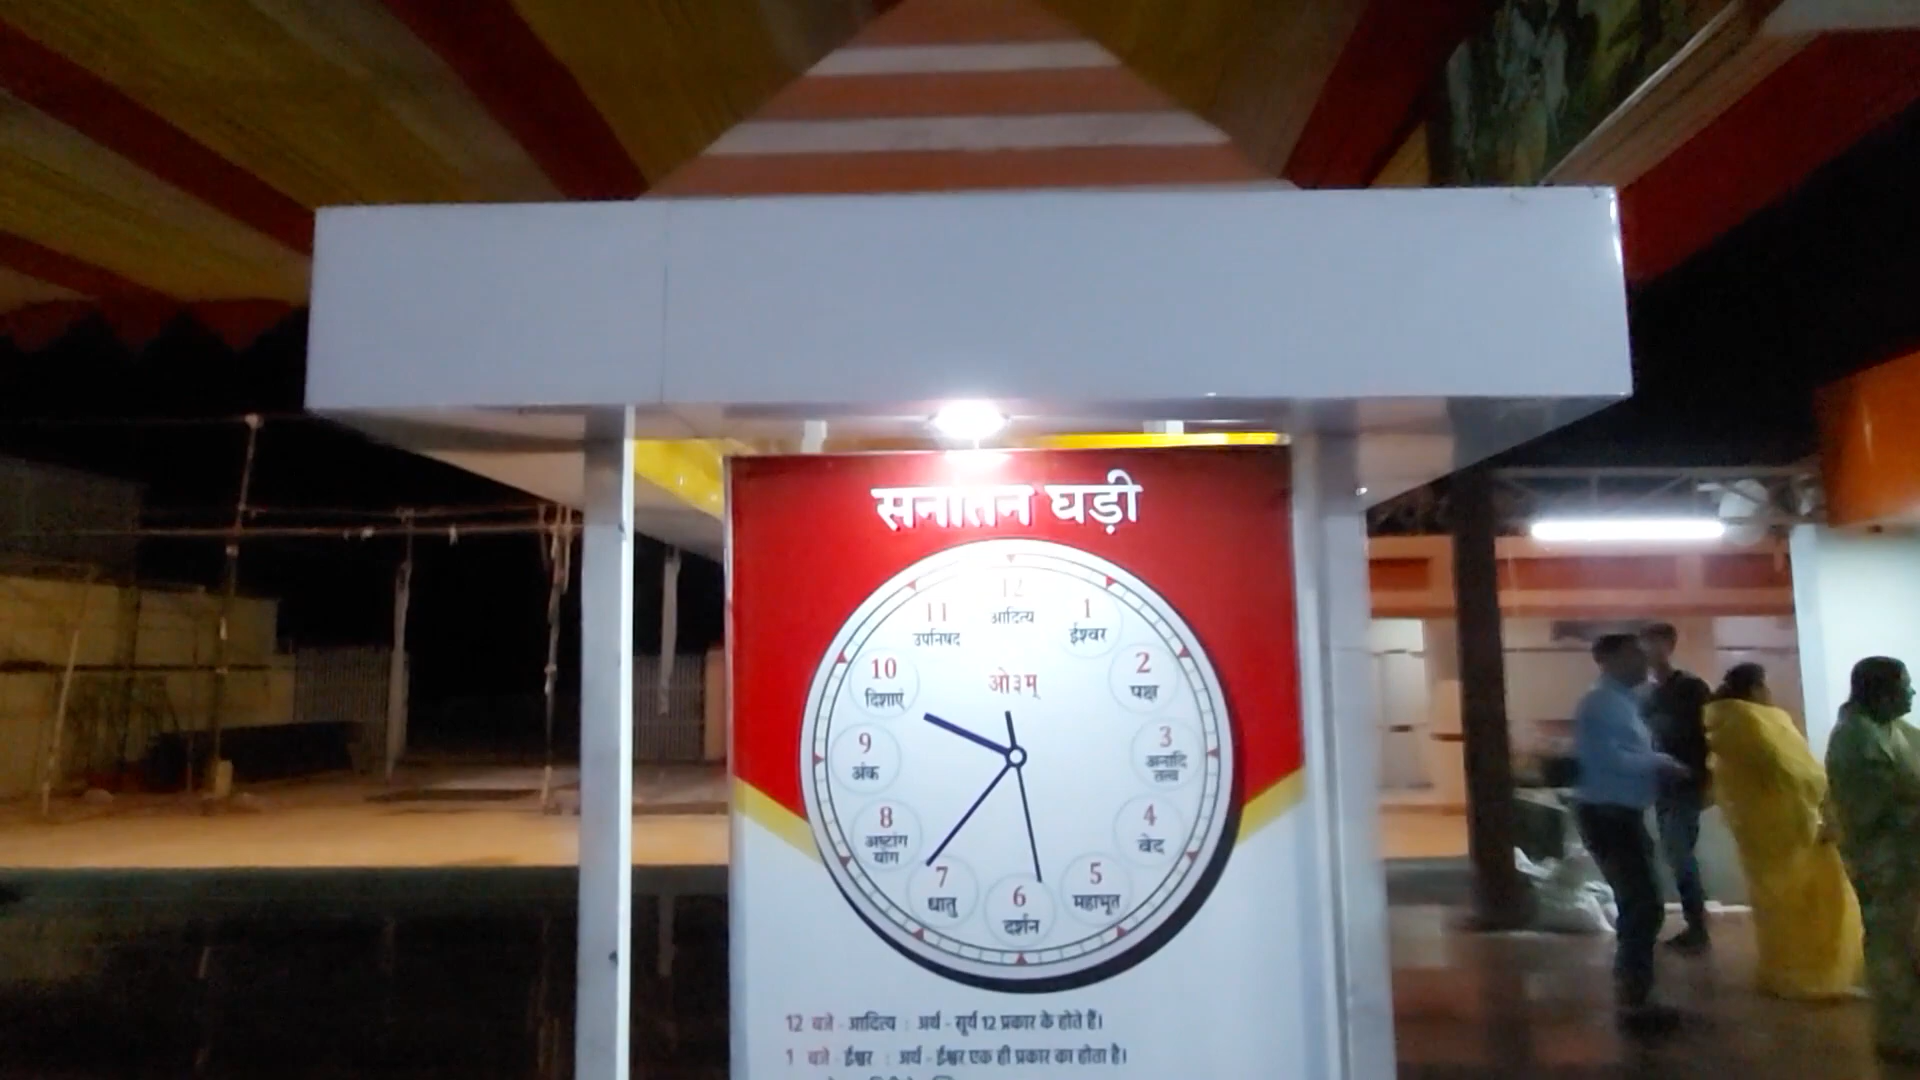 सनातन घड़ी
12
आदित्य
1
ईश्वर
2
पक्ष
3
अनादि
तत्व
4
वेद
5
महाभूत
6
दर्शन
7
धातु
8
अष्टांग
योग
9
अंक
10
दिशाएं
11
उपनिषद
ओ३म्
12 बजे - आदित्य : अर्थ - सूर्य 12 प्रकार के होते हैं।
1 बजे - ईश्वर : अर्थ - ईश्वर एक ही प्रकार का होता है।